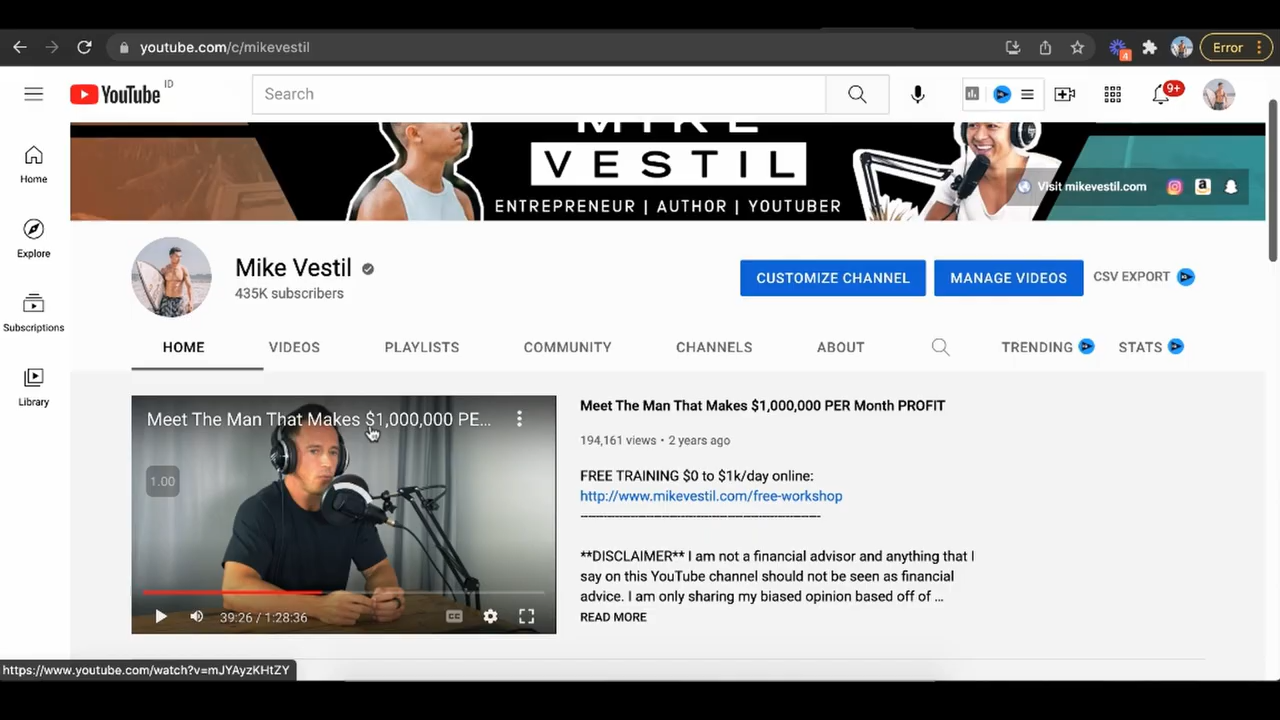 youtube.com/c/mikevestil
4
Error
YouTube ID
Search
9+
MIKE
VESTIL
ENTREPRENEUR | AUTHOR | YOUTUBER
Visit mikevestil.com
Home
Explore
Subscriptions
Library
Mike Vestil
435K subscribers
CUSTOMIZE CHANNEL
MANAGE VIDEOS
CSV EXPORT
HOME
VIDEOS
PLAYLISTS
COMMUNITY
CHANNELS
ABOUT
TRENDING
STATS
Meet The Man That Makes $1,000,000 PE...
1.00
39:26 / 1:28:36
CC
Meet The Man That Makes $1,000,000 PER Month PROFIT
194,161 views • 2 years ago
FREE TRAINING $0 to $1k/day online:
http://www.mikevestil.com/free-workshop
------------------------------------------------------------
**DISCLAIMER** I am not a financial advisor and anything that I
say on this YouTube channel should not be seen as financial
advice. I am only sharing my biased opinion based off of ...
READ MORE
https://www.youtube.com/watch?v=mJYAyzKHtZY